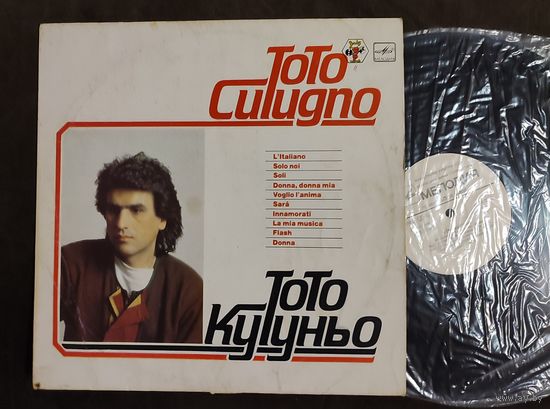 Toto
Cutugno
L'Italiano
Solo noi
Soli
Donna, donna mia
Voglio l'anima
Sarà
Innamorati
La mia musica
Flash
Donna
Тото
Кутуньо